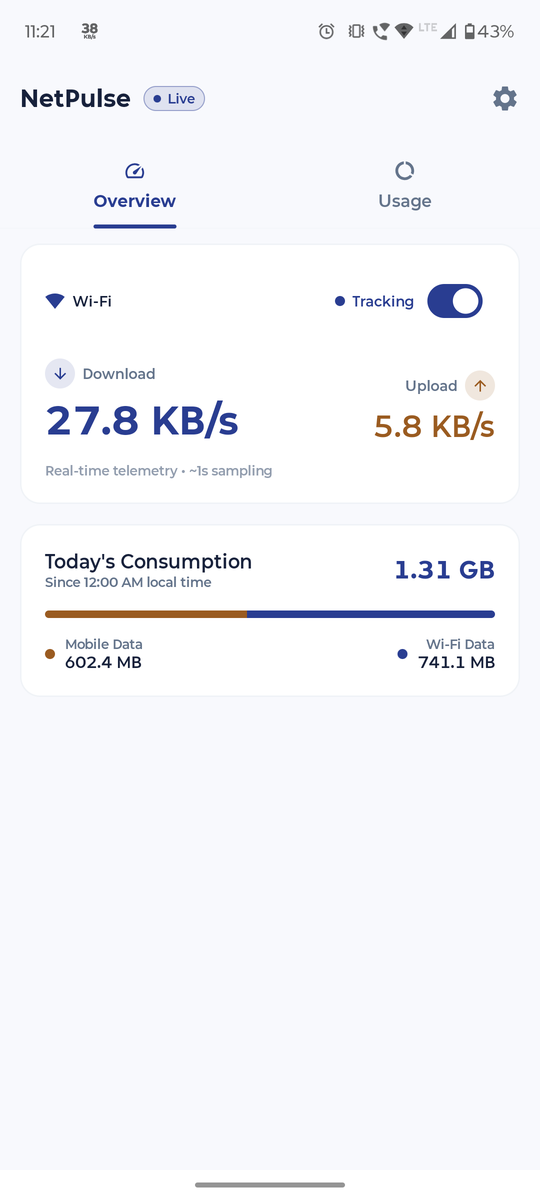 11:21
38
KB/s
LTE
43%
NetPulse
Live
Overview
Usage
Wi-Fi
Tracking
Download
Upload
27.8 KB/s
5.8 KB/s
Real-time telemetry • ~1s sampling
Today's Consumption
1.31 GB
Since 12:00 AM local time
Mobile Data
602.4 MB
Wi-Fi Data
741.1 MB